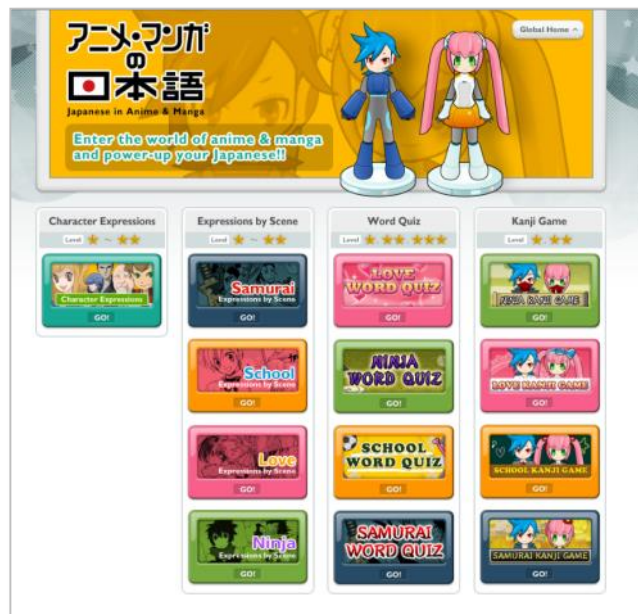 アニメ・マンガ
の
日本語
Japanese in Anime & Manga
Enter the world of anime & manga
and power-up your Japanese!!
Global Home
Character Expressions
Level ★ ~ ★★
Character Expressions
GO!
Expressions by Scene
Level ★ ~ ★★
Samurai
Expressions by Scene
GO!
School
Expressions by Scene
GO!
Love
Expressions by Scene
GO!
Ninja
Expressions by Scene
GO!
Word Quiz
Level ★, ★★, ★★★
LOVE
WORD QUIZ
GO!
NINJA
WORD QUIZ
GO!
SCHOOL
WORD QUIZ
GO!
SAMURAI
WORD QUIZ
GO!
Kanji Game
Level ★, ★★
NINJA KANJI GAME
GO!
LOVE KANJI GAME
GO!
SCHOOL KANJI GAME
GO!
SAMURAI KANJI GAME
GO!